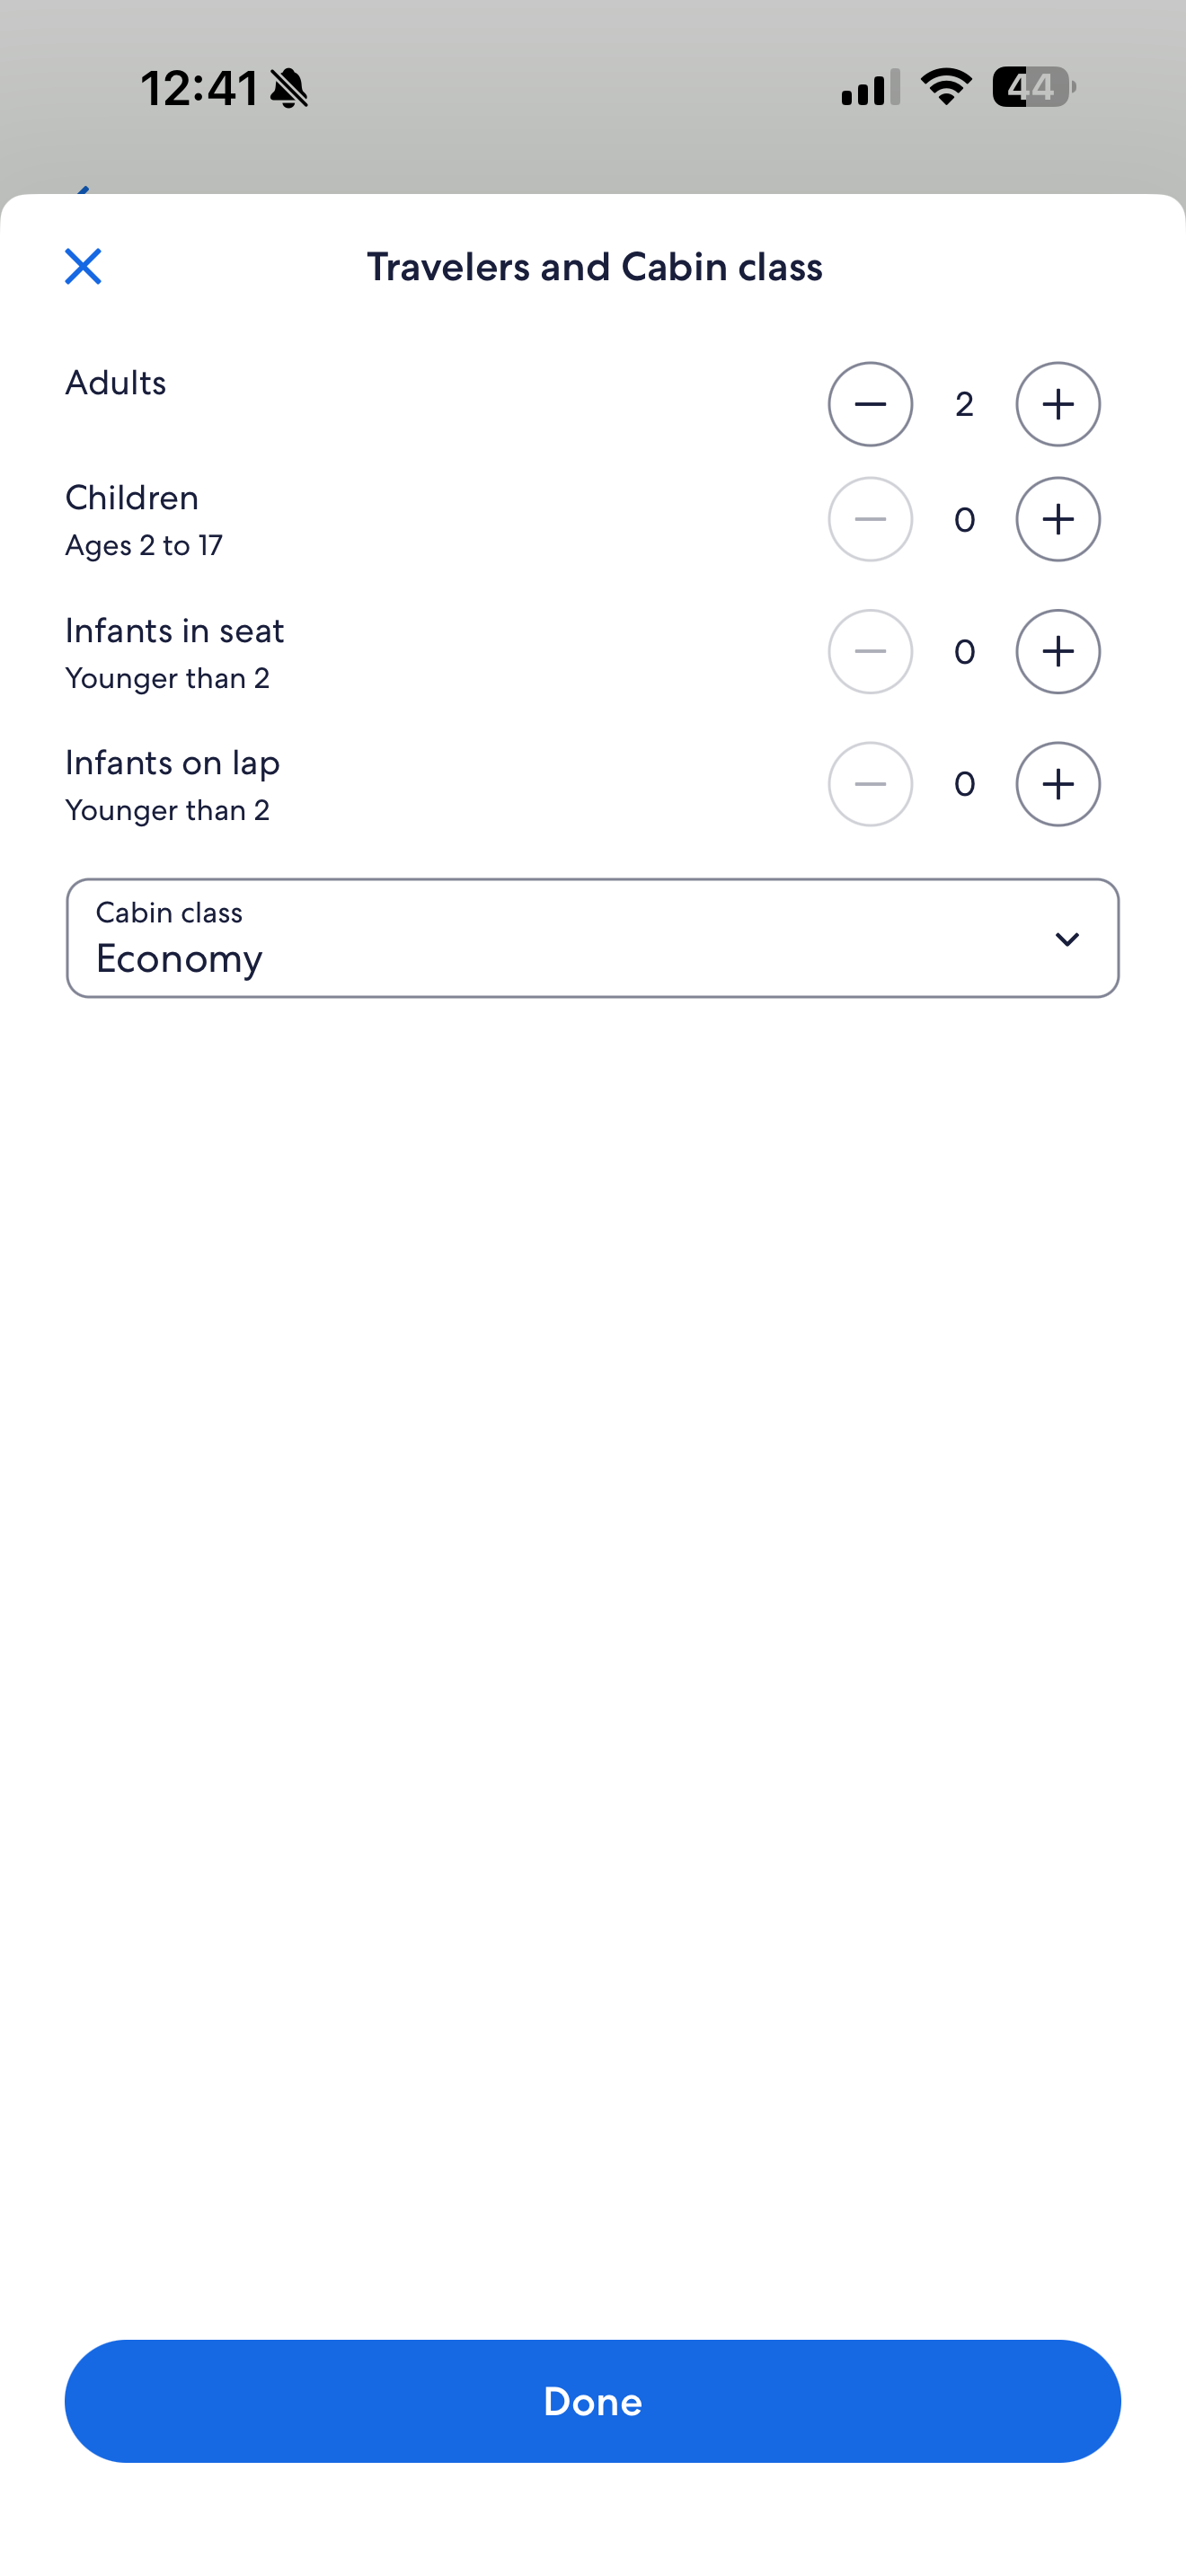 12:41
44
Travelers and Cabin class
Adults
2
Children
0
Ages 2 to 17
Infants in seat
0
Younger than 2
Infants on lap
0
Younger than 2
Cabin class
Economy
Done